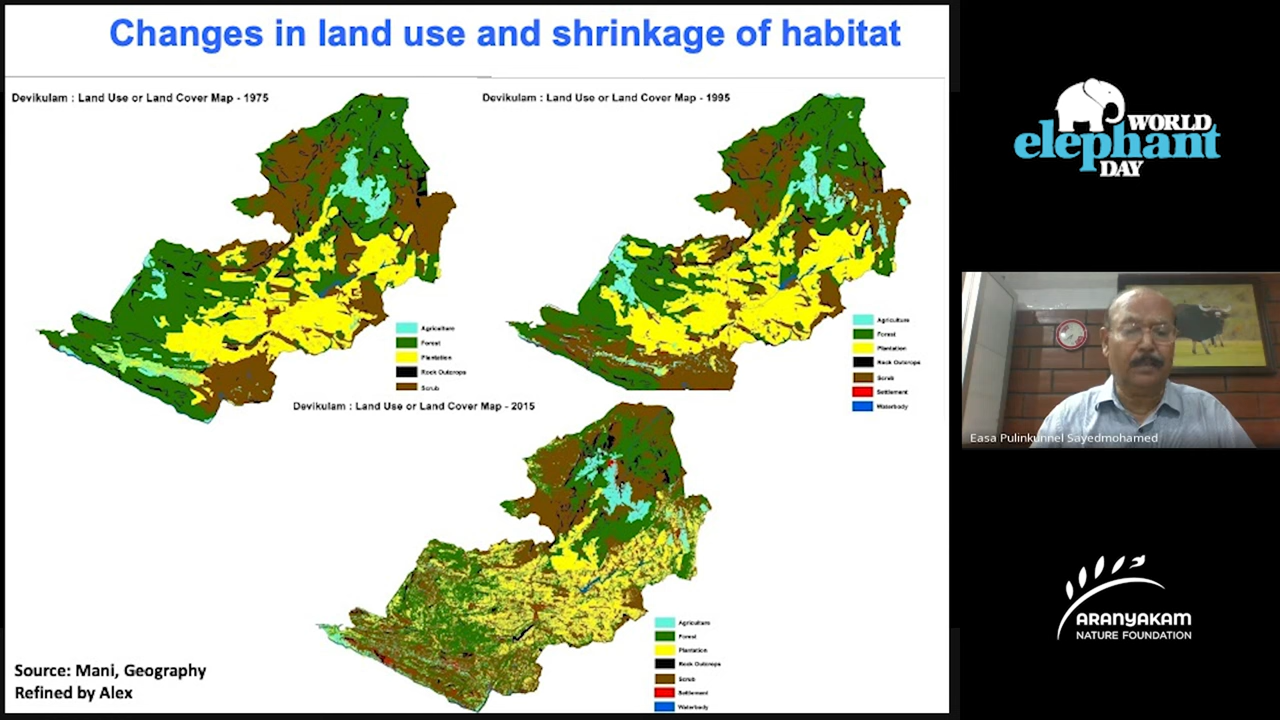 Changes in land use and shrinkage of habitat
Devikulam : Land Use or Land Cover Map - 1975
Devikulam : Land Use or Land Cover Map - 1995
Agriculture
Forest
Plantation
Rock Outcrops
Scrub
Agriculture
Forest
Plantation
Rock Outcrops
Scrub
Settlement
Waterbody
Devikulam : Land Use or Land Cover Map - 2015
Agriculture
Forest
Plantation
Rock Outcrops
Scrub
Settlement
Waterbody
Source: Mani, Geography
Refined by Alex
WORLD
elephant
DAY
Easa Pulinkunnel Sayedmohamed
ARANYAKAM
NATURE FOUNDATION